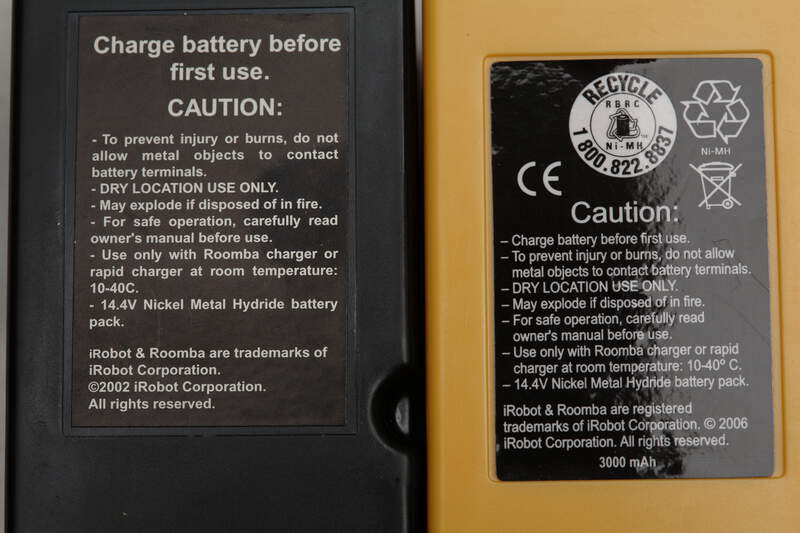 Charge battery before
first use.
CAUTION:
- To prevent injury or burns, do not
allow metal objects to contact
battery terminals.
- DRY LOCATION USE ONLY.
- May explode if disposed of in fire.
- For safe operation, carefully read
owner's manual before use.
- Use only with Roomba charger or
rapid charger at room temperature:
10-40C.
- 14.4V Nickel Metal Hydride battery
pack.
iRobot & Roomba are trademarks of
iRobot Corporation.
©2002 iRobot Corporation.
All rights reserved.
RECYCLE
RBRC
Ni-MH
1.800.822.8837
Ni-MH
CE
Caution:
– Charge battery before first use.
– To prevent injury or burns, do not allow
metal objects to contact battery terminals.
– DRY LOCATION USE ONLY.
– May explode if disposed of in fire.
– For safe operation, carefully read
owner's manual before use.
– Use only with Roomba charger or rapid
charger at room temperature: 10-40º C.
– 14.4V Nickel Metal Hydride battery pack.
iRobot & Roomba are registered
trademarks of iRobot Corporation. © 2006
iRobot Corporation. All rights reserved.
3000 mAh